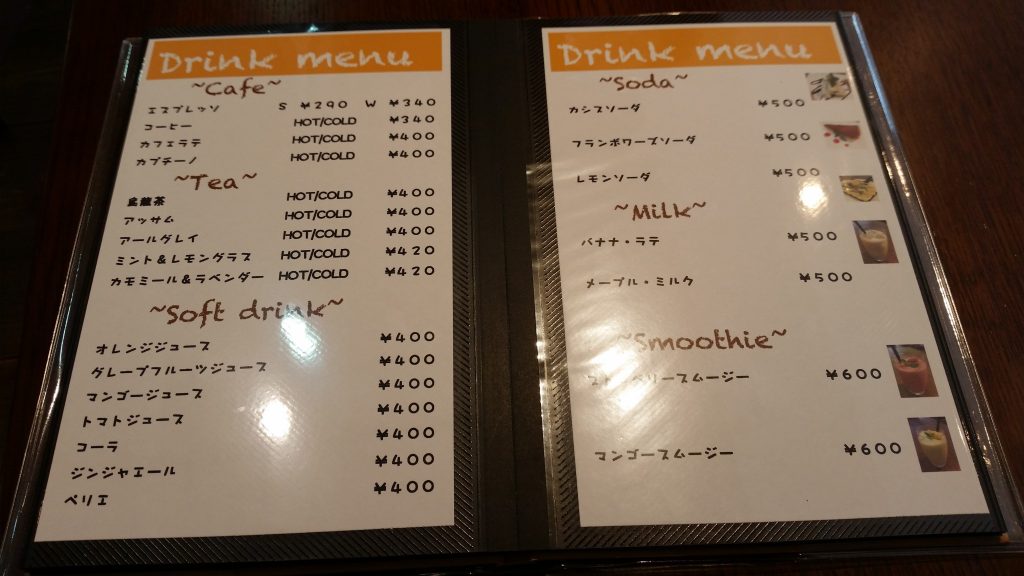 Drink menu
~Cafe~
エスプレッソ S ¥290 W ¥340
コーヒー HOT/COLD ¥340
カフェラテ HOT/COLD ¥400
カプチーノ HOT/COLD ¥400
~Tea~
烏龍茶 HOT/COLD ¥400
アッサム HOT/COLD ¥400
アールグレイ HOT/COLD ¥400
ミント&レモングラス HOT/COLD ¥420
カモミール&ラベンダー HOT/COLD ¥420
~Soft drink~
オレンジジュース ¥400
グレープフルーツジュース ¥400
マンゴージュース ¥400
トマトジュース ¥400
コーラ ¥400
ジンジャエール ¥400
ペリエ ¥400
Drink menu
~Soda~
カシスソーダ ¥500
フランボワーズソーダ ¥500
レモンソーダ ¥500
~Milk~
バナナ・ラテ ¥500
メープル・ミルク ¥500
~Smoothie~
ストロベリースムージー ¥600
マンゴースムージー ¥600